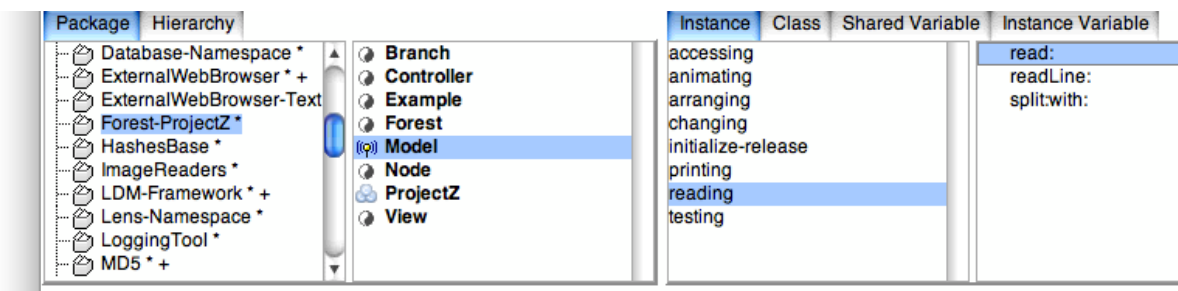 Package Hierarchy
Database-Namespace *
ExternalWebBrowser * +
ExternalWebBrowser-Text
Forest-ProjectZ *
HashesBase *
ImageReaders *
LDM-Framework * +
Lens-Namespace *
LoggingTool *
MD5 * +
Branch
Controller
Example
Forest
Model
Node
ProjectZ
View
Instance Class Shared Variable Instance Variable
accessing
animating
arranging
changing
initialize-release
printing
reading
testing
read:
readLine:
split:with: